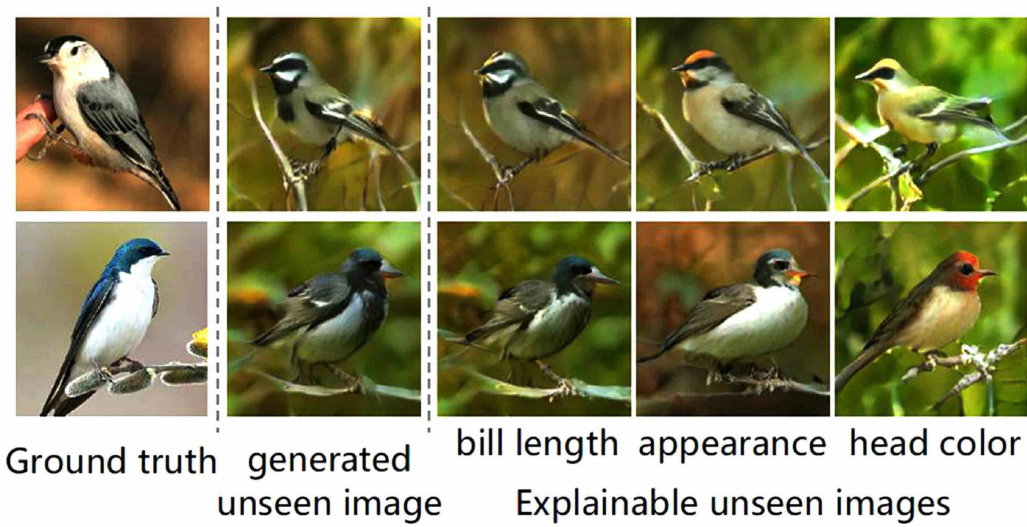 Ground truth
generated
unseen image
bill length
appearance
head color
Explainable unseen images